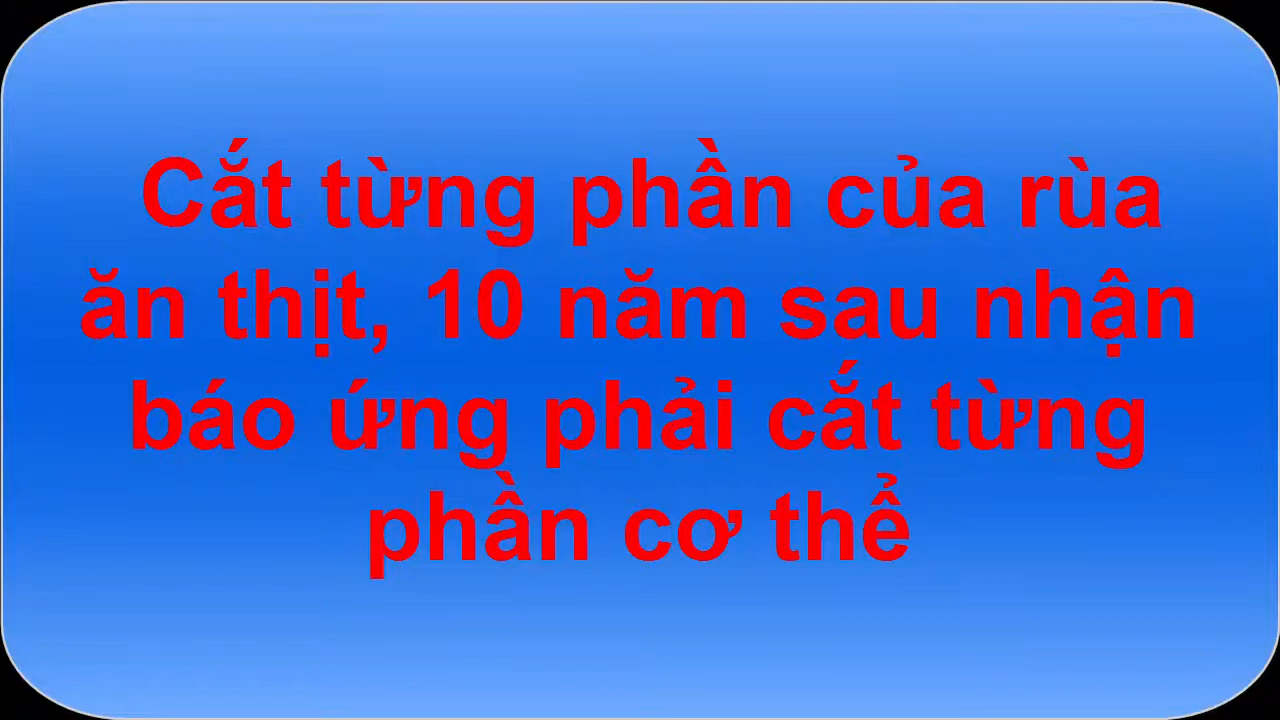 Cắt từng phần của rùa
ăn thịt, 10 năm sau nhận
báo ứng phải cắt từng
phần cơ thể